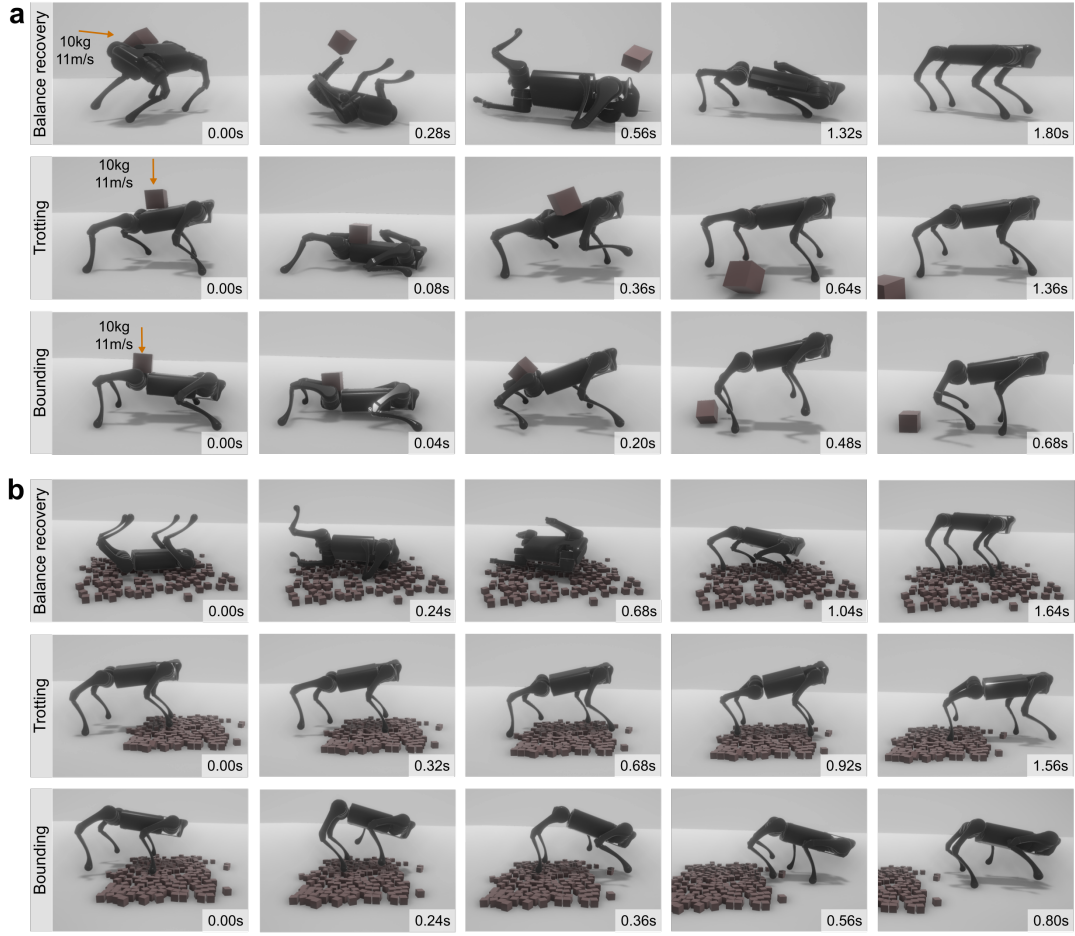 a
Balance recovery
10kg
11m/s
0.00s
0.28s
0.56s
1.32s
1.80s
Trotting
10kg
11m/s
0.00s
0.08s
0.36s
0.64s
1.36s
Bounding
10kg
11m/s
0.00s
0.04s
0.20s
0.48s
0.68s
b
Balance recovery
0.00s
0.24s
0.68s
1.04s
1.64s
Trotting
0.00s
0.32s
0.68s
0.92s
1.56s
Bounding
0.00s
0.24s
0.36s
0.56s
0.80s